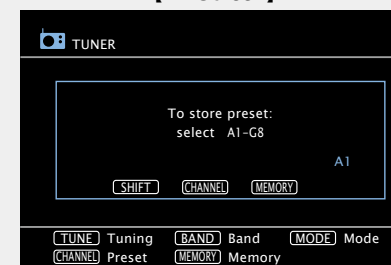 TUNER
To store preset:
select A1-G8
A1
SHIFT CHANNEL MEMORY
TUNE Tuning BAND Band MODE Mode
CHANNEL Preset MEMORY Memory